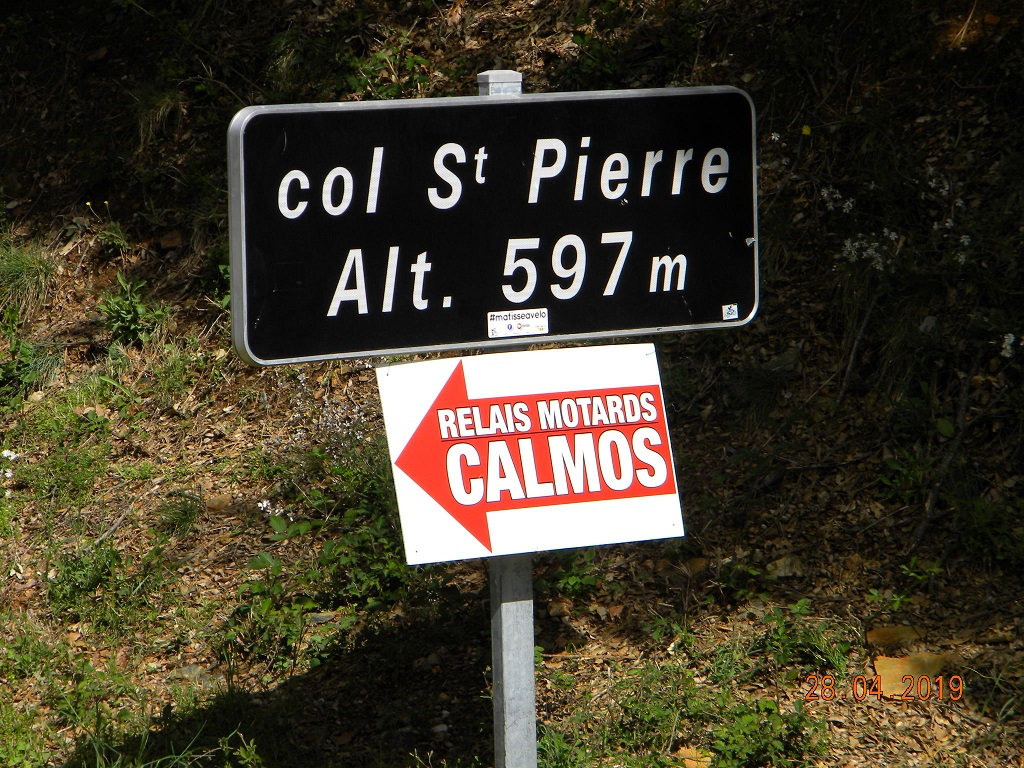 col St Pierre
Alt. 597 m
#matisseavelo
RELAIS MOTARDS
CALMOS
28.04.2019